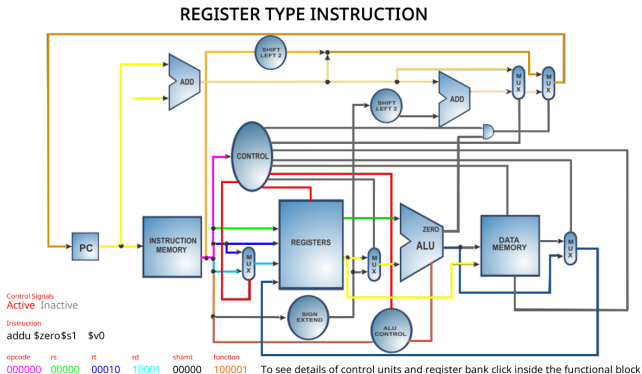 REGISTER TYPE INSTRUCTION
SHIFT
LEFT 2
ADD
MUX
MUX
SHIFT
LEFT 2
ADD
CONTROL
PC
INSTRUCTION
MEMORY
MUX
REGISTERS
MUX
ZERO
ALU
DATA
MEMORY
MUX
SIGN
EXTEND
ALU
CONTROL
Control Signals
Active Inactive
Instruction
addu $zero$s1 $v0
opcode rs rt rd shamt function
000000 00000 00010 10001 00000 100001 To see details of control units and register bank click inside the functional block